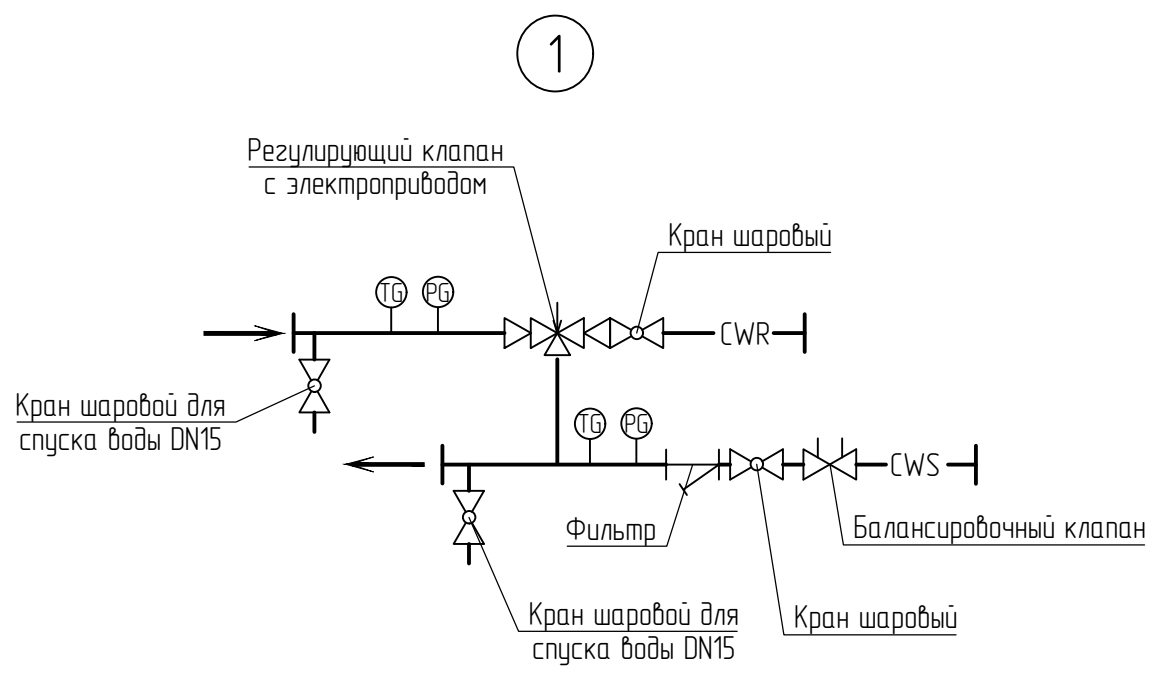 1
Регулирующий клапан
с электроприводом
Кран шаровый
TG
PG
CWR
Кран шаровой для
спуска воды DN15
TG
PG
CWS
Фильтр
Балансировочный клапан
Кран шаровой для
спуска воды DN15
Кран шаровый